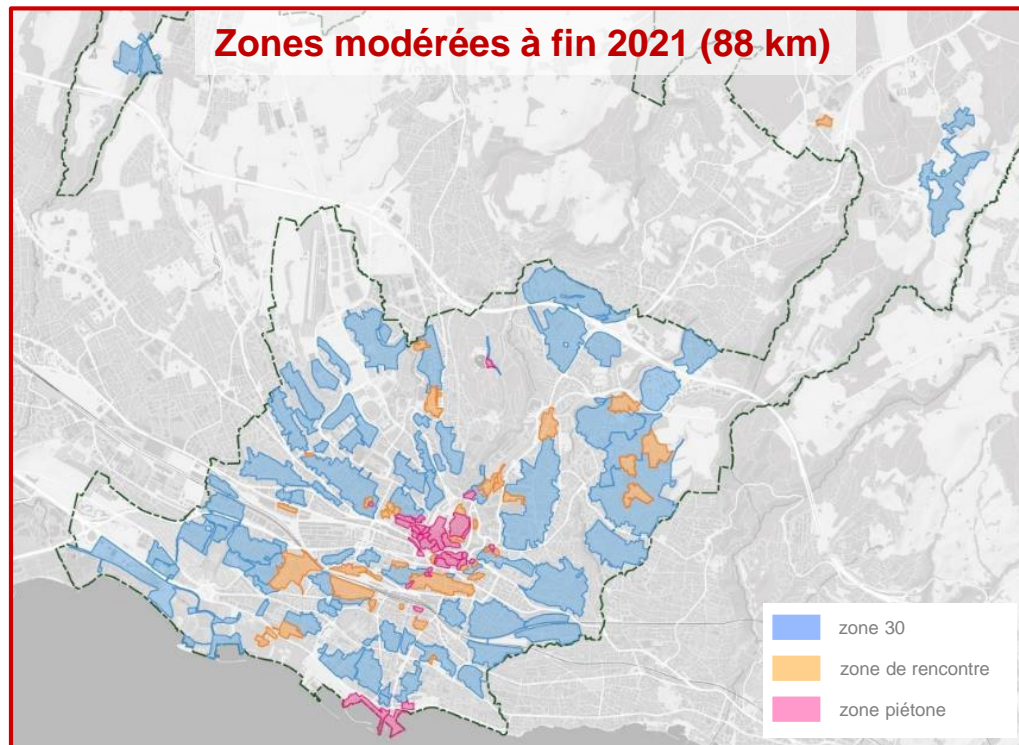 Zones modérées à fin 2021 (88 km)
zone 30
zone de rencontre
zone piétone